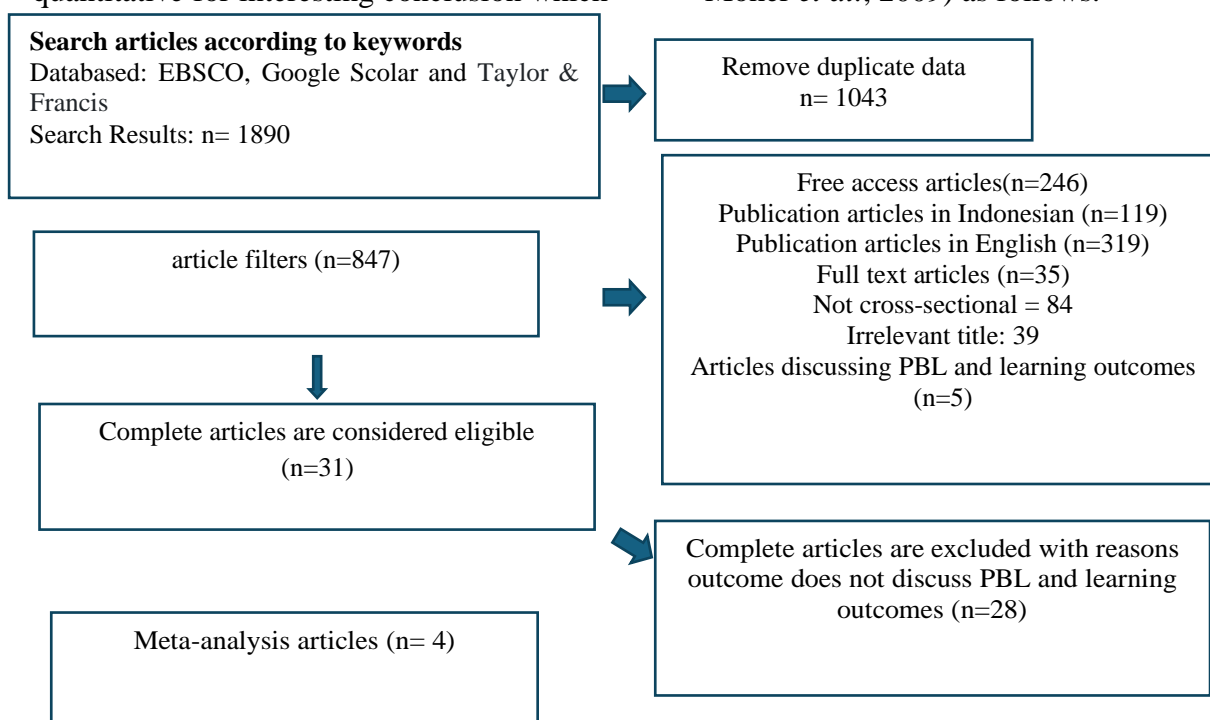 quantitative for interesting conclusion which
Moher et al., 2009) as follows.
Search articles according to keywords
Databased: EBSCO, Google Scolar and Taylor &
Francis
Search Results: n= 1890
Remove duplicate data
n= 1043
article filters (n=847)
Free access articles(n=246)
Publication articles in Indonesian (n=119)
Publication articles in English (n=319)
Full text articles (n=35)
Not cross-sectional = 84
Irrelevant title: 39
Articles discussing PBL and learning outcomes
(n=5)
Complete articles are considered eligible
(n=31)
Complete articles are excluded with reasons
outcome does not discuss PBL and learning
outcomes (n=28)
Meta-analysis articles (n= 4)